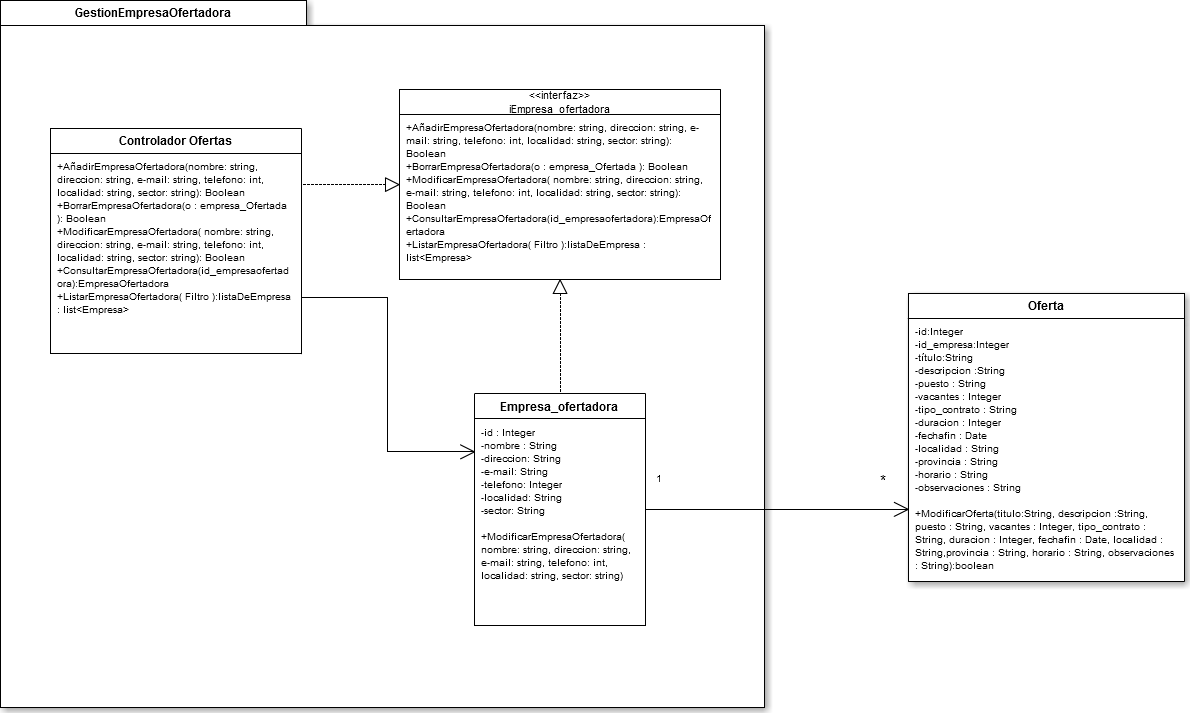 GestionEmpresaOfertadora
<<interfaz>>
iEmpresa_ofertadora
+AñadirEmpresaOfertadora(nombre: string, direccion: string, e-
mail: string, telefono: int, localidad: string, sector: string):
Boolean
+BorrarEmpresaOfertadora(o : empresa_Ofertada ): Boolean
+ModificarEmpresaOfertadora( nombre: string, direccion: string,
e-mail: string, telefono: int, localidad: string, sector: string):
Boolean
+ConsultarEmpresaOfertadora(id_empresaofertadora):EmpresaOf
ertadora
+ListarEmpresaOfertadora( Filtro ):listaDeEmpresa :
list<Empresa>
Controlador Ofertas
+AñadirEmpresaOfertadora(nombre: string,
direccion: string, e-mail: string, telefono: int,
localidad: string, sector: string): Boolean
+BorrarEmpresaOfertadora(o : empresa_Ofertada
): Boolean
+ModificarEmpresaOfertadora( nombre: string,
direccion: string, e-mail: string, telefono: int,
localidad: string, sector: string): Boolean
+ConsultarEmpresaOfertadora(id_empresaofertad
ora):EmpresaOfertadora
+ListarEmpresaOfertadora( Filtro ):listaDeEmpresa
: list<Empresa>
Empresa_ofertadora
-id : Integer
-nombre : String
-direccion: String
-e-mail: String
-telefono: Integer
-localidad: String
-sector: String
+ModificarEmpresaOfertadora(
nombre: string, direccion: string,
e-mail: string, telefono: int,
localidad: string, sector: string)
1
*
Oferta
-id:Integer
-id_empresa:Integer
-título:String
-descripcion :String
-puesto : String
-vacantes : Integer
-tipo_contrato : String
-duracion : Integer
-fechafin : Date
-localidad : String
-provincia : String
-horario : String
-observaciones : String
+ModificarOferta(titulo:String, descripcion :String,
puesto : String, vacantes : Integer, tipo_contrato :
String, duracion : Integer, fechafin : Date, localidad :
String,provincia : String, horario : String, observaciones
: String):boolean